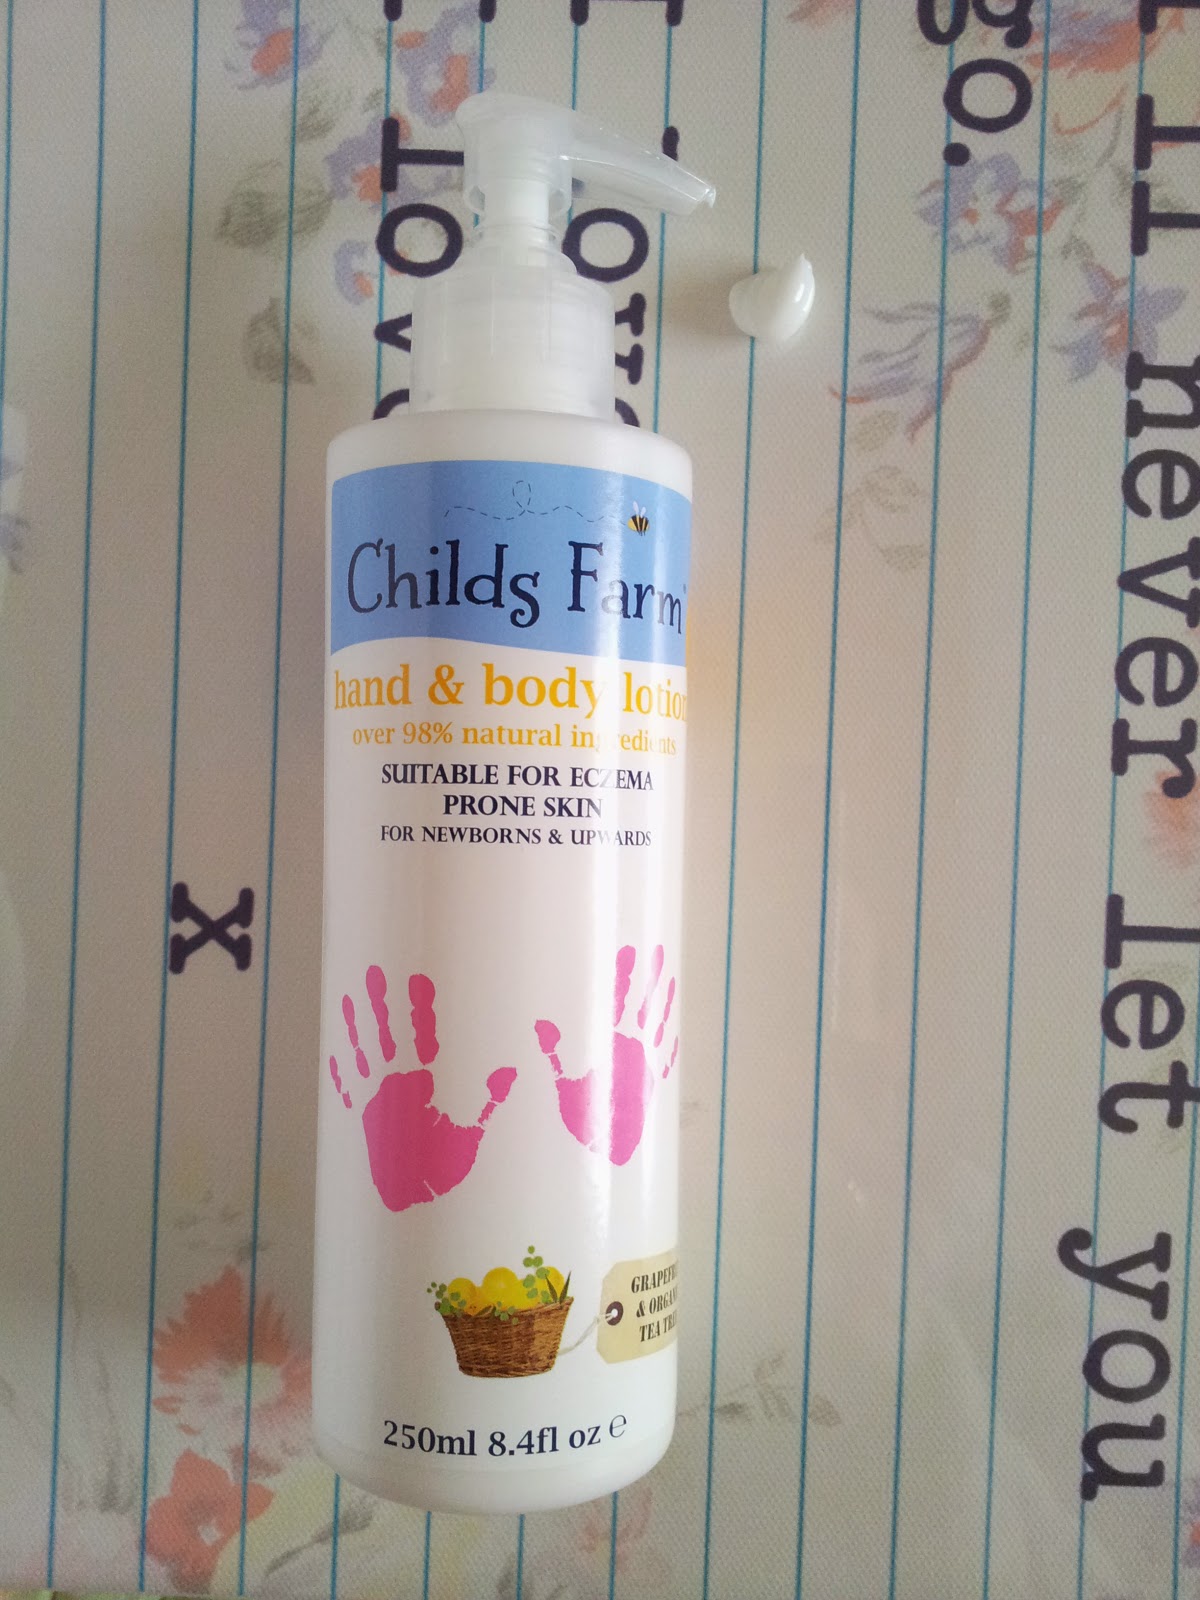 Childs Farm
hand & body lotion
over 98% natural ingredients
SUITABLE FOR ECZEMA
PRONE SKIN
FOR NEWBORNS & UPWARDS
&
TEA
250ml 8.4fl oz e
never let you
go.
x